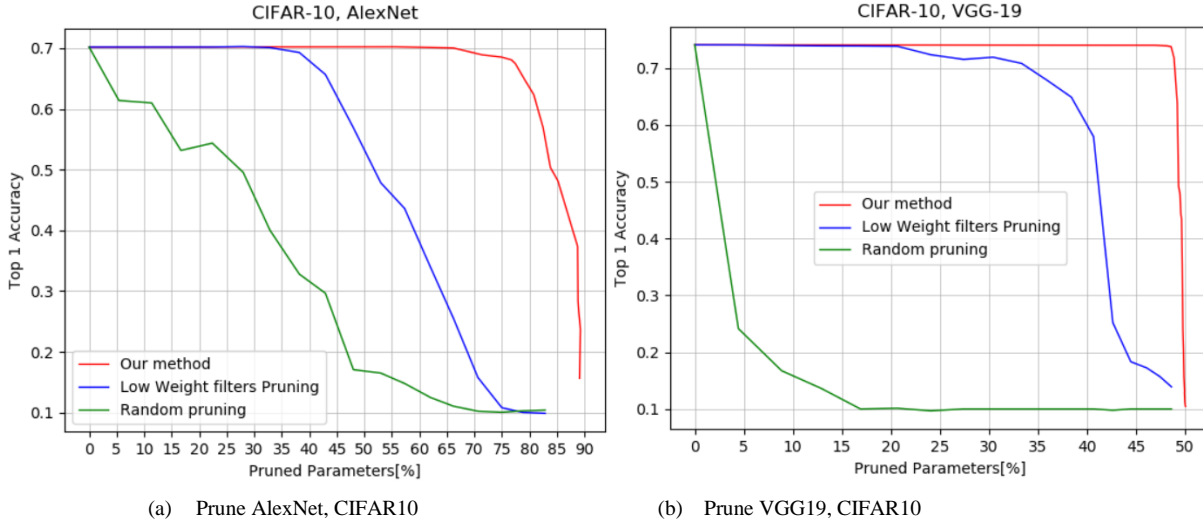 CIFAR-10, AlexNet
0.7
0.6
0.5
0.4
0.3
0.2
0.1
Top 1 Accuracy
Our method
Low Weight filters Pruning
Random pruning
0 5 10 15 20 25 30 35 40 45 50 55 60 65 70 75 80 85 90
Pruned Parameters[%]
(a) Prune AlexNet, CIFAR10
CIFAR-10, VGG-19
0.7
0.6
0.5
0.4
0.3
0.2
0.1
Top 1 Accuracy
Our method
Low Weight filters Pruning
Random pruning
0 5 10 15 20 25 30 35 40 45 50
Pruned Parameters[%]
(b) Prune VGG19, CIFAR10